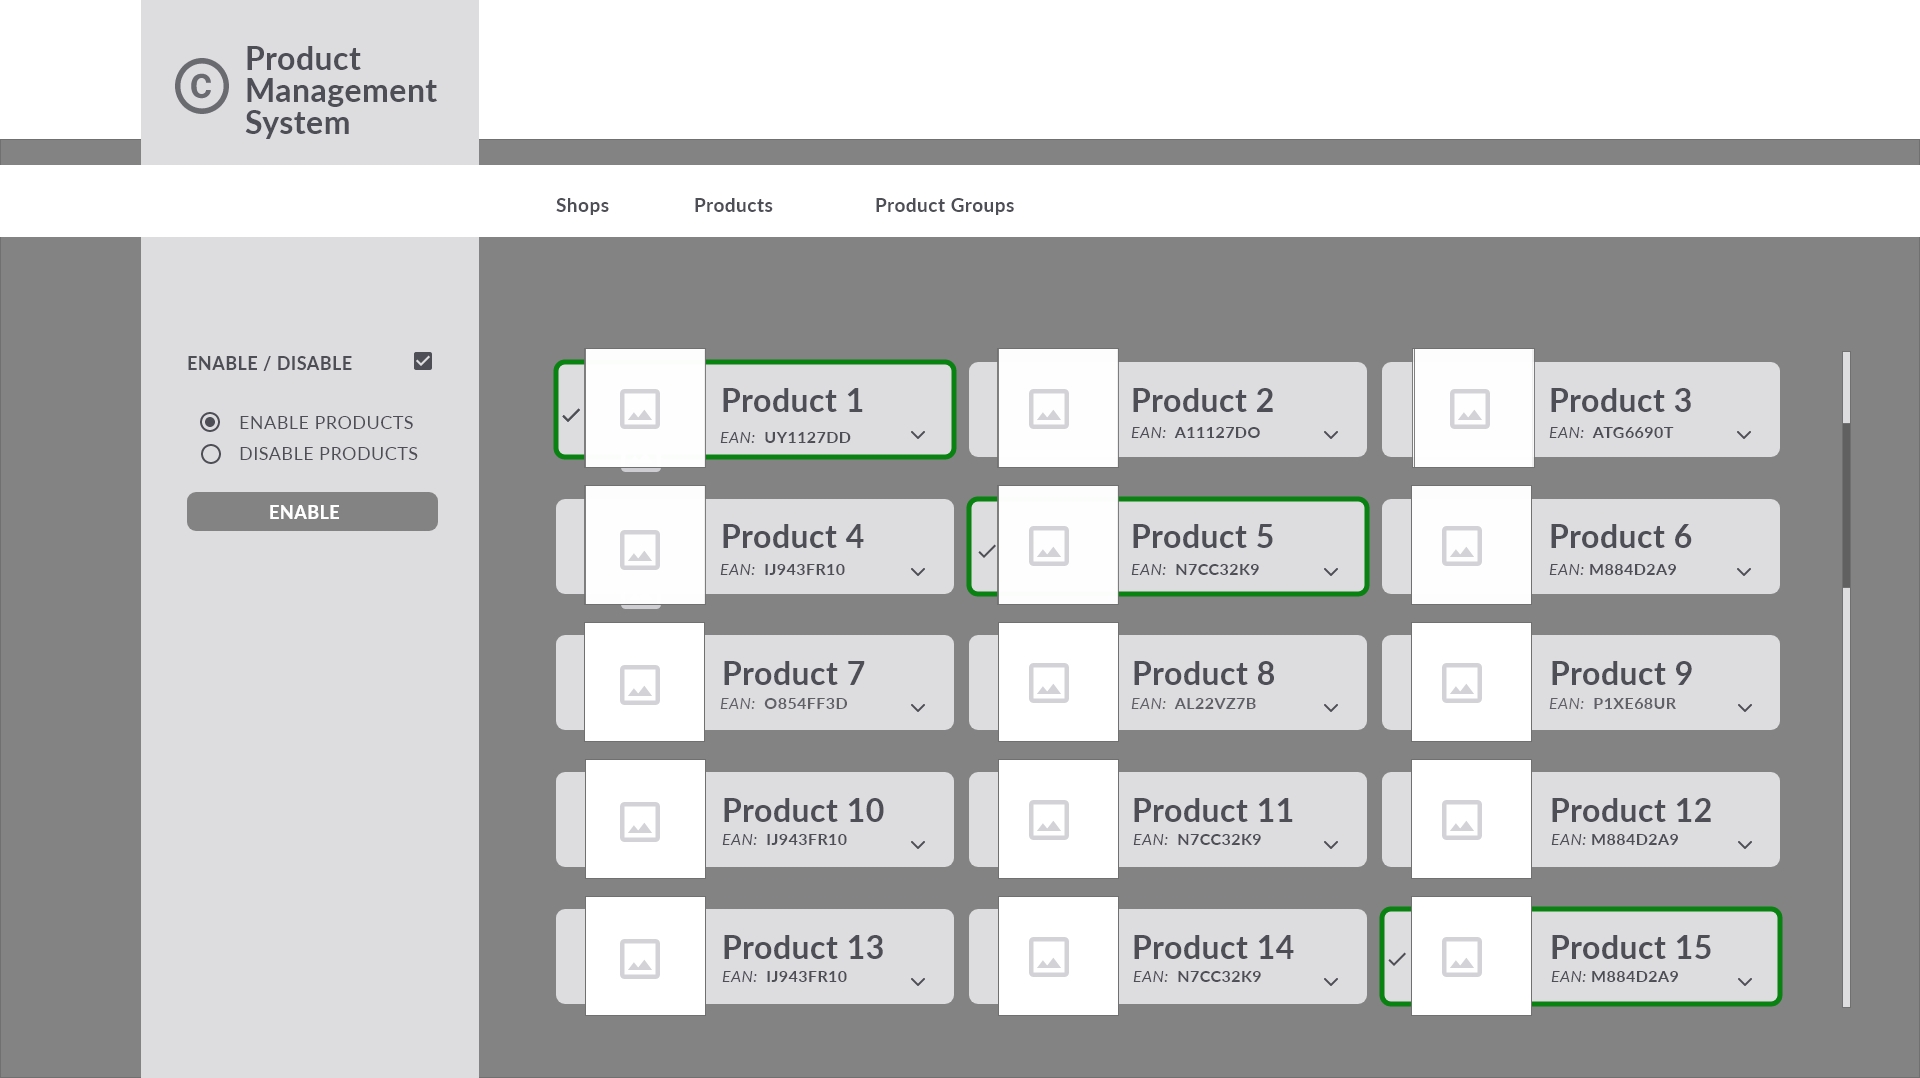 ©
Product
Management
System
Shops
Products
Product Groups
ENABLE / DISABLE
ENABLE PRODUCTS
DISABLE PRODUCTS
ENABLE
Product 1
EAN: UY1127DD
Product 2
EAN: A11127DO
Product 3
EAN: ATG6690T
Product 4
EAN: IJ943FR10
Product 5
EAN: N7CC32K9
Product 6
EAN: M884D2A9
Product 7
EAN: O854FF3D
Product 8
EAN: AL22VZ7B
Product 9
EAN: P1XE68UR
Product 10
EAN: IJ943FR10
Product 11
EAN: N7CC32K9
Product 12
EAN: M884D2A9
Product 13
EAN: IJ943FR10
Product 14
EAN: N7CC32K9
Product 15
EAN: M884D2A9